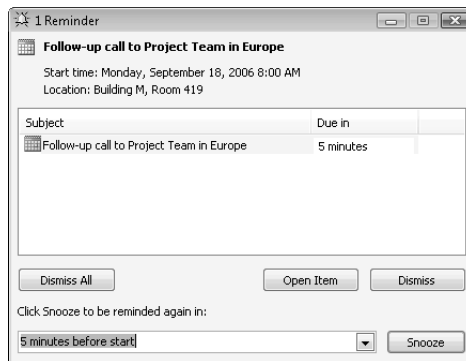 1 Reminder
Follow-up call to Project Team in Europe
Start time: Monday, September 18, 2006 8:00 AM
Location: Building M, Room 419
Subject Due in
Follow-up call to Project Team in Europe 5 minutes
Dismiss All Open Item Dismiss
Click Snooze to be reminded again in:
5 minutes before start Snooze